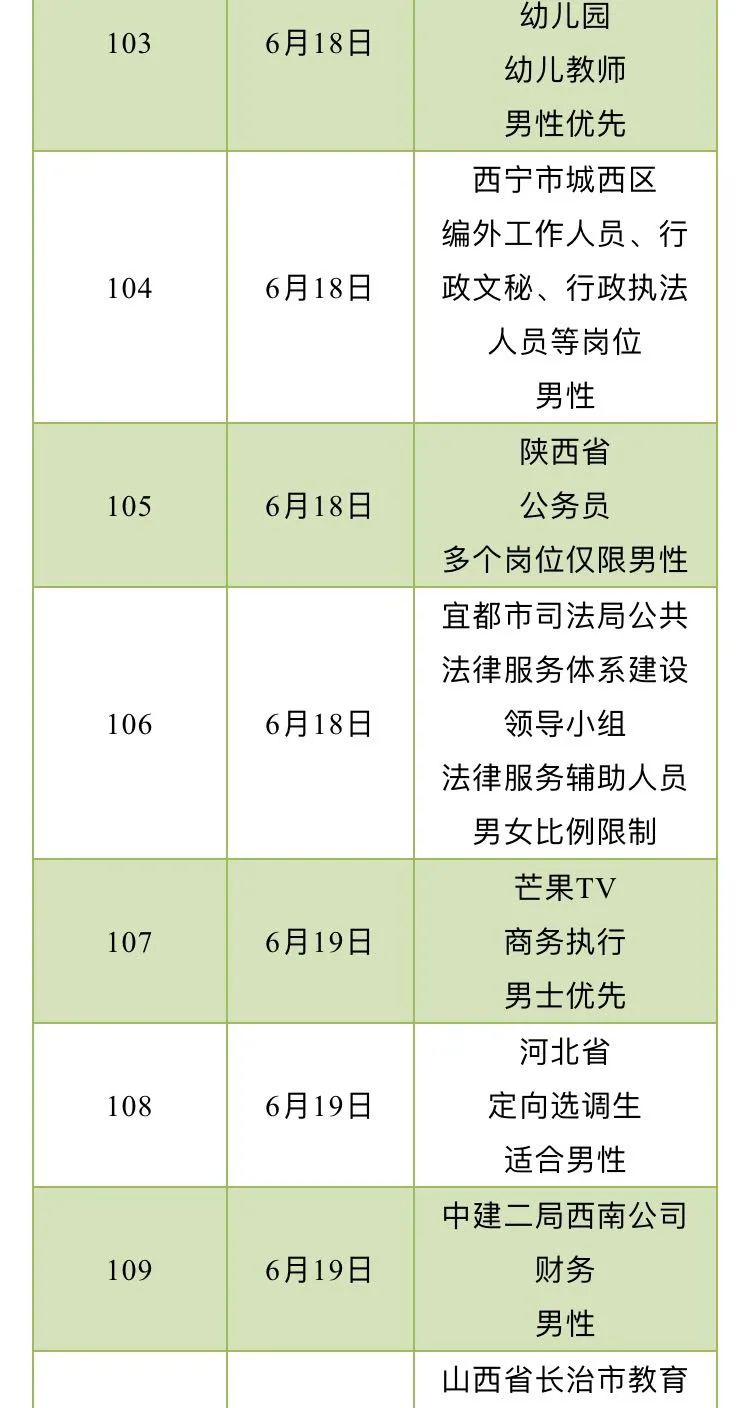 幼儿园
103
6月18日
幼儿教师
男性优先
西宁市城西区
编外工作人员、行
104
6月18日
政文秘、行政执法
人员等岗位
男性
陕西省
105
6月18日
公务员
多个岗位仅限男性
宜都市司法局公共
法律服务体系建设
106
6月18日
领导小组
法律服务辅助人员
男女比例限制
芒果TV
107
6月19日
商务执行
男士优先
河北省
108
6月19日
定向选调生
适合男性
中建二局西南公司
109
6月19日
财务
男性
山西省长治市教育